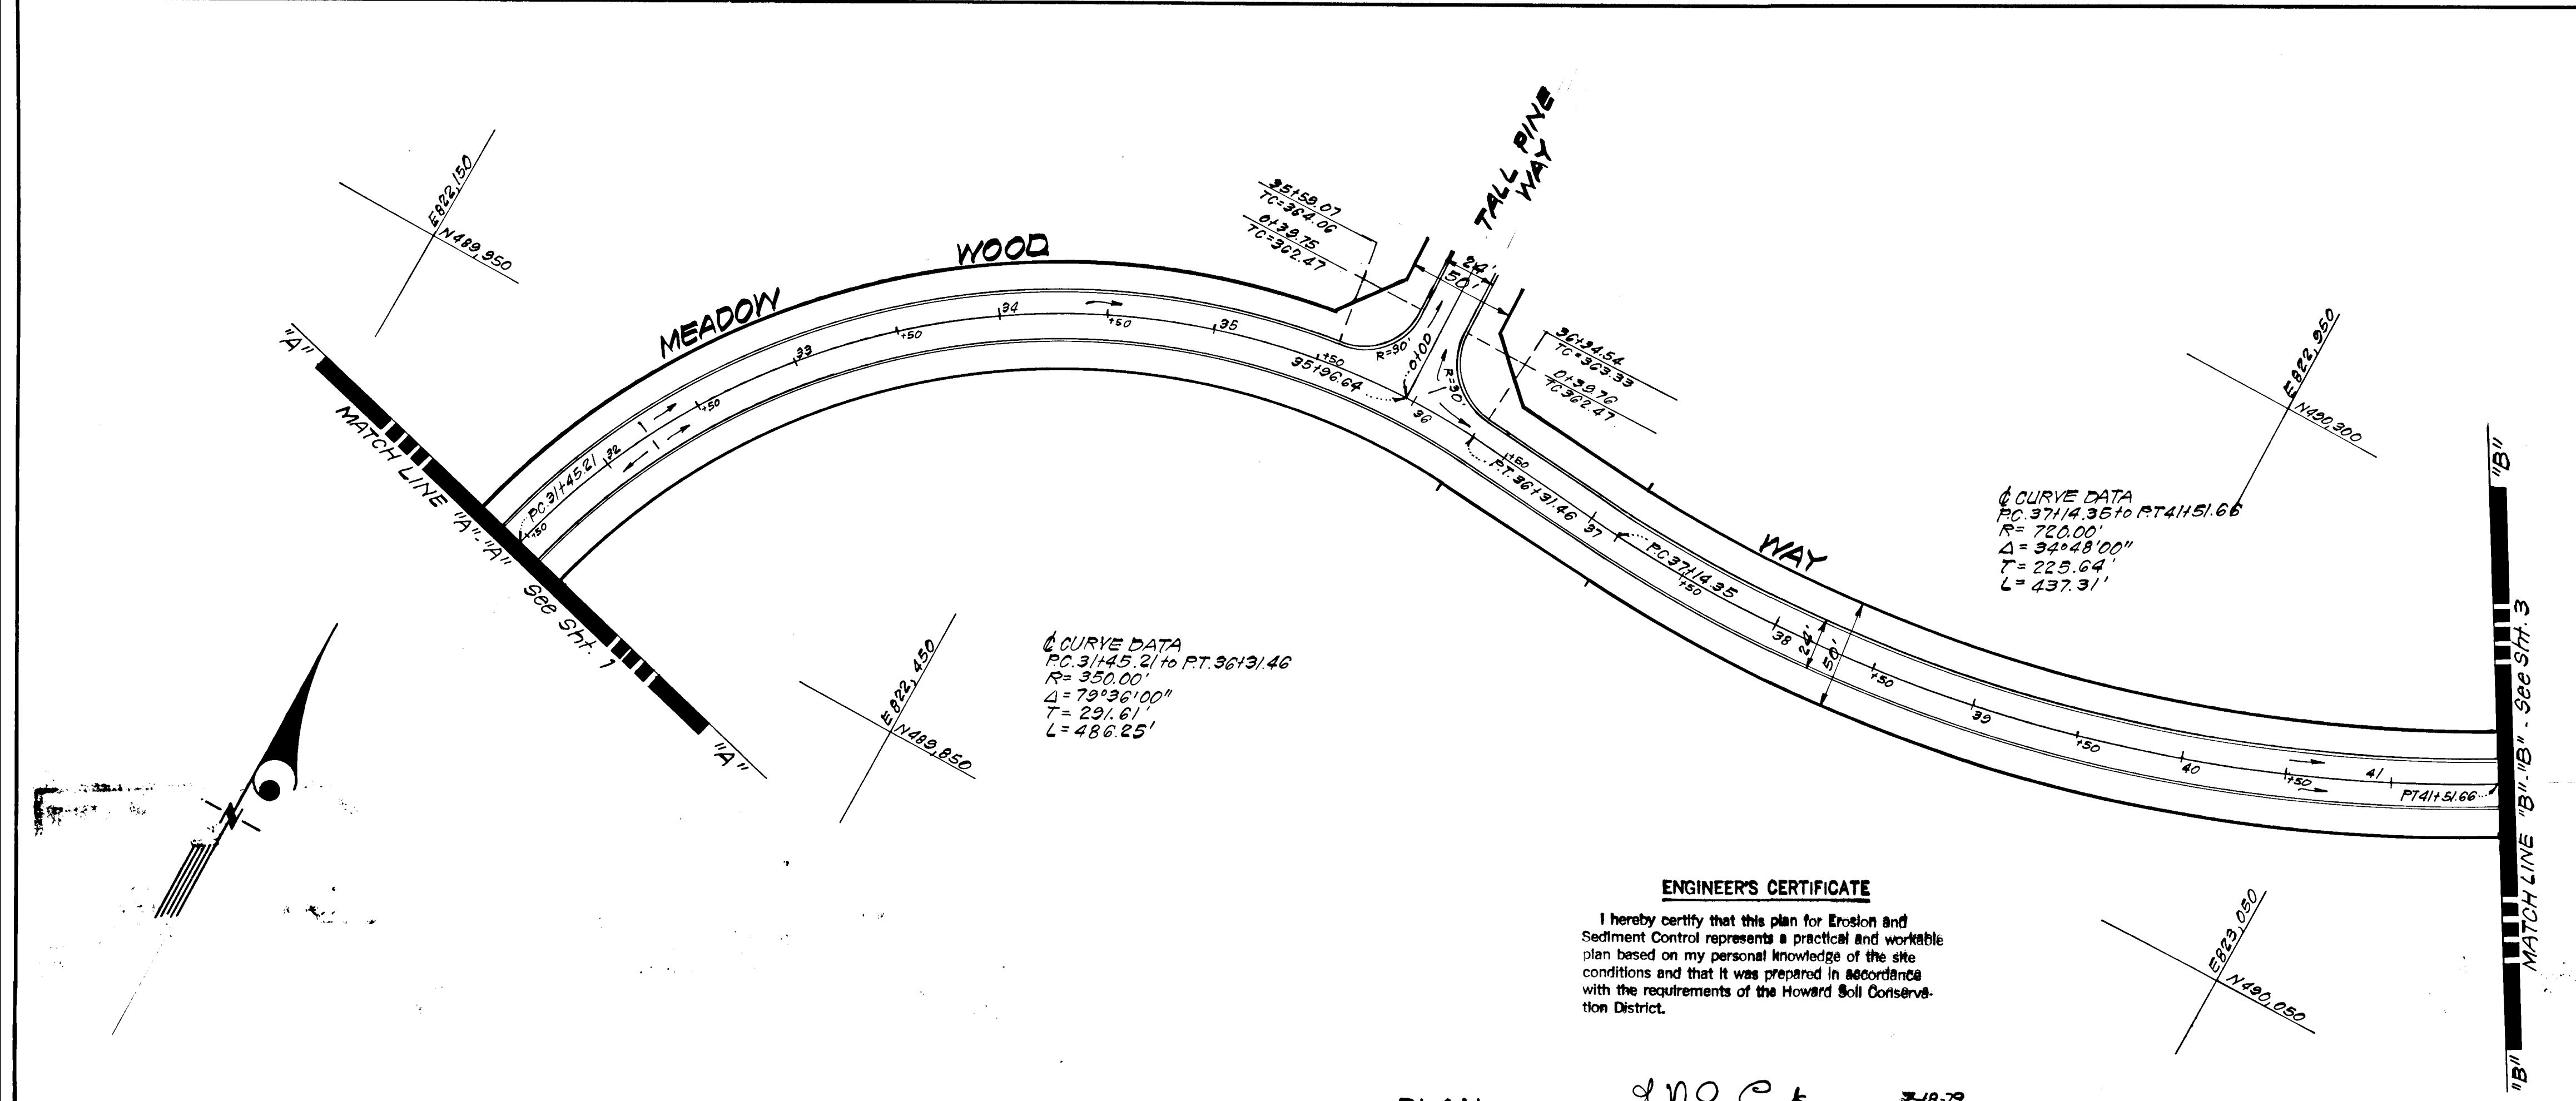 TALL PINE
WAY
E822,150
N489,950
35+59.07
TC=364.06
0+39.75
TC=362.47
WOOD
24'
50'
MEADOW
34
+50
35
+50
33
+50
R=30'
0+00
35+96.64
36+34.54
TC=363.33
0+39.76
TC=362.47
R=30'
E822,950
N490,300
"A"
MATCH LINE "A"-"A" See Sht. 1
"A"
+50
32
P.C. 31+45.21
+50
36
+50
P.T. 36+31.46
37
P.C. 37+14.35
+50
WAY
38
24'
50'
+50
39
+50
40
+50
41
PT 41+51.66
"B"
MATCH LINE "B"-"B" - See Sht. 3
"B"
₵ CURVE DATA
P.C. 37+14.35 to P.T 41+51.66
R= 720.00'
Δ= 34°48'00"
T= 225.64'
L= 437.31'
₵ CURVE DATA
P.C. 31+45.21 to P.T. 36+31.46
R= 350.00'
Δ= 79°36'00"
T= 291.61'
L= 486.25'
E822,450
N489,850
N
ENGINEER'S CERTIFICATE
I hereby certify that this plan for Erosion and
Sediment Control represents a practical and workable
plan based on my personal knowledge of the site
conditions and that it was prepared in accordance
with the requirements of the Howard Soil Conserva-
tion District.
E823,050
N490,050